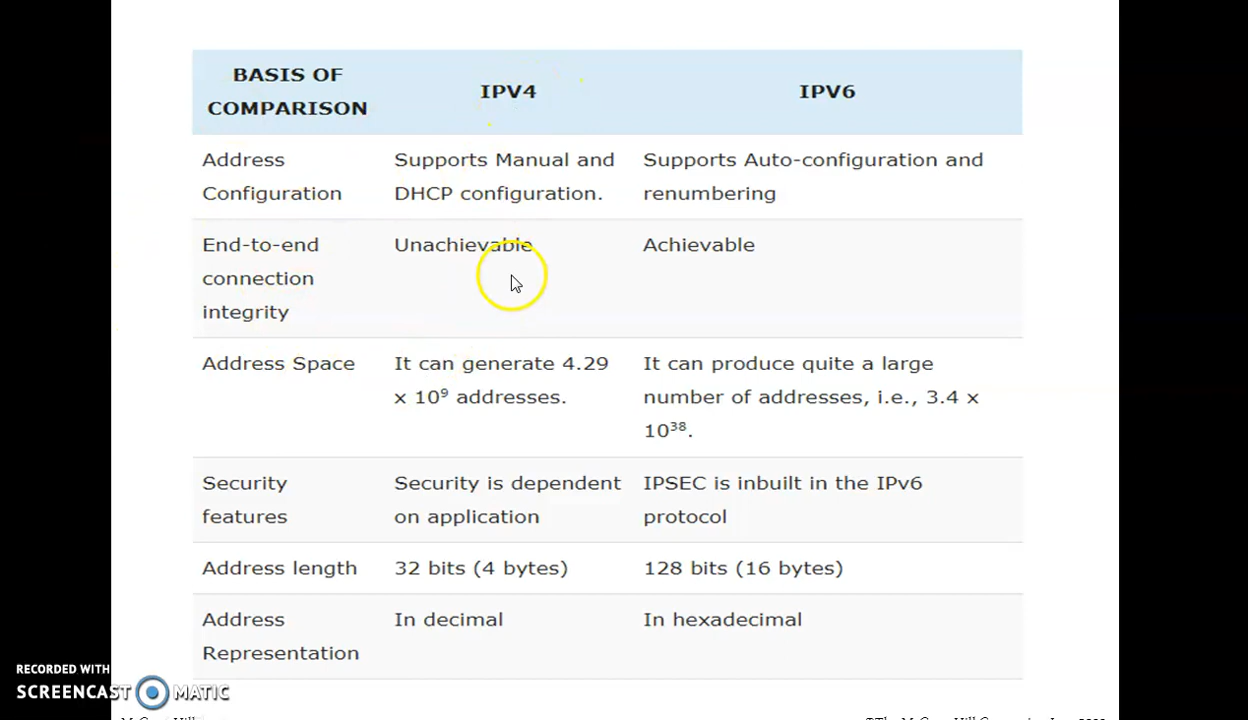 BASIS OF
COMPARISON
IPV4
IPV6
Address
Configuration
Supports Manual and
DHCP configuration.
Supports Auto-configuration and
renumbering
End-to-end
connection
integrity
Unachievable
Achievable
Address Space
It can generate 4.29
x 10⁹ addresses.
It can produce quite a large
number of addresses, i.e., 3.4 x
10³⁸.
Security
features
Security is dependent
on application
IPSEC is inbuilt in the IPv6
protocol
Address length
32 bits (4 bytes)
128 bits (16 bytes)
Address
Representation
In decimal
In hexadecimal
RECORDED WITH
SCREENCAST MATIC